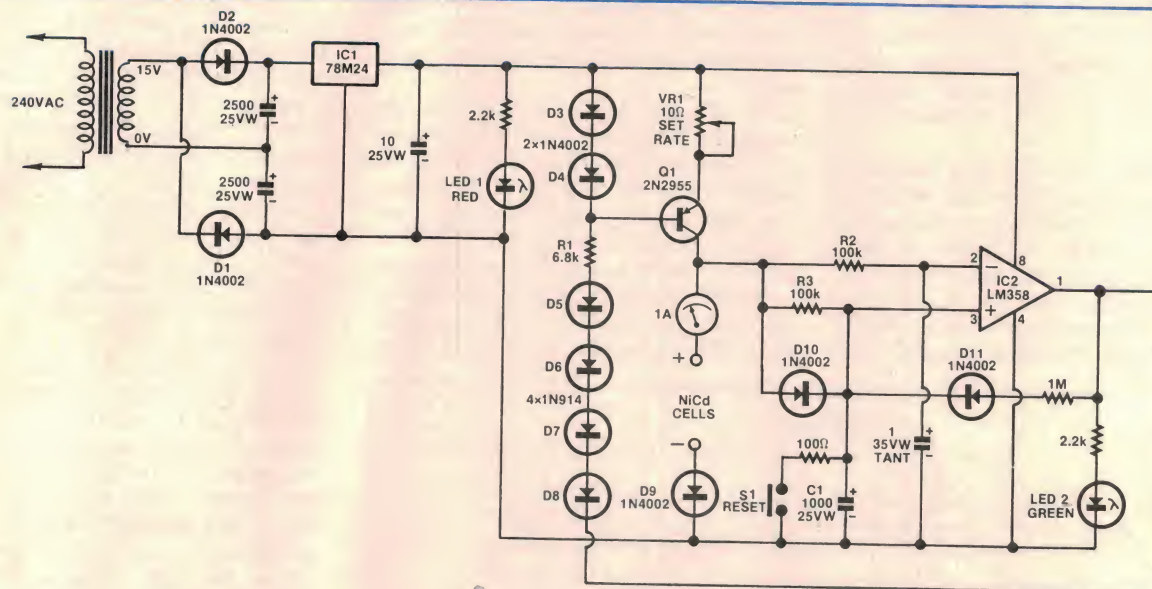 D2
1N4002
15V
240VAC
0V
2500
25VW
2500
25VW
D1
1N4002
IC1
78M24
10
25VW
2.2k
LED 1
RED
D3
2×1N4002
D4
R1
6.8k
D5
D6
4×1N914
D7
D8
VR1
10Ω
SET
RATE
Q1
2N2955
1A
+
NiCd
CELLS
−
D9
1N4002
R2
100k
R3
100k
D10
1N4002
100Ω
S1
RESET
C1
1000
25VW
+
−
1
35VW
TANT
2
3
8
IC2
LM358
4
1
D11
1N4002
1M
2.2k
LED 2
GREEN